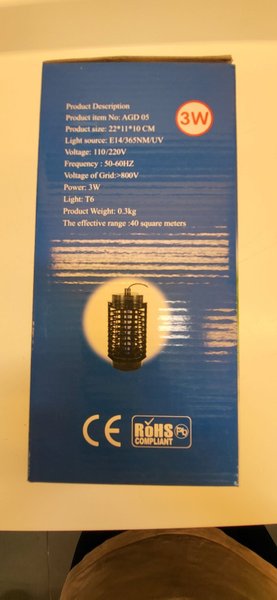 Product Description
Product item No: AGD 05
3W
Product size: 22*11*10 CM
Light source: E14/365NM/UV
Voltage: 110/220V
Frequency : 50-60HZ
Voltage of Grid:>800V
Power: 3W
Light: T6
Product Weight: 0.3kg
The effective range :40 square meters
CE
RoHS
COMPLIANT
Pb